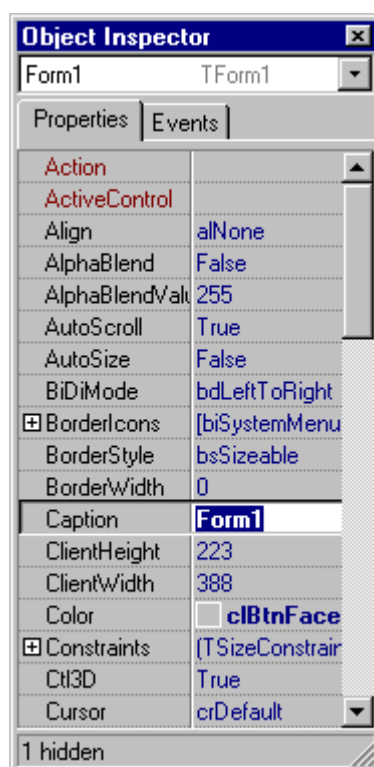 Object Inspector
Form1 TForm1
Properties Events
Action
ActiveControl
Align alNone
AlphaBlend False
AlphaBlendVal 255
AutoScroll True
AutoSize False
BiDiMode bdLeftToRight
BorderIcons [biSystemMenu
BorderStyle bsSizeable
BorderWidth 0
Caption Form1
ClientHeight 223
ClientWidth 388
Color clBtnFace
Constraints (TSizeConstrain
Ctl3D True
Cursor crDefault
1 hidden